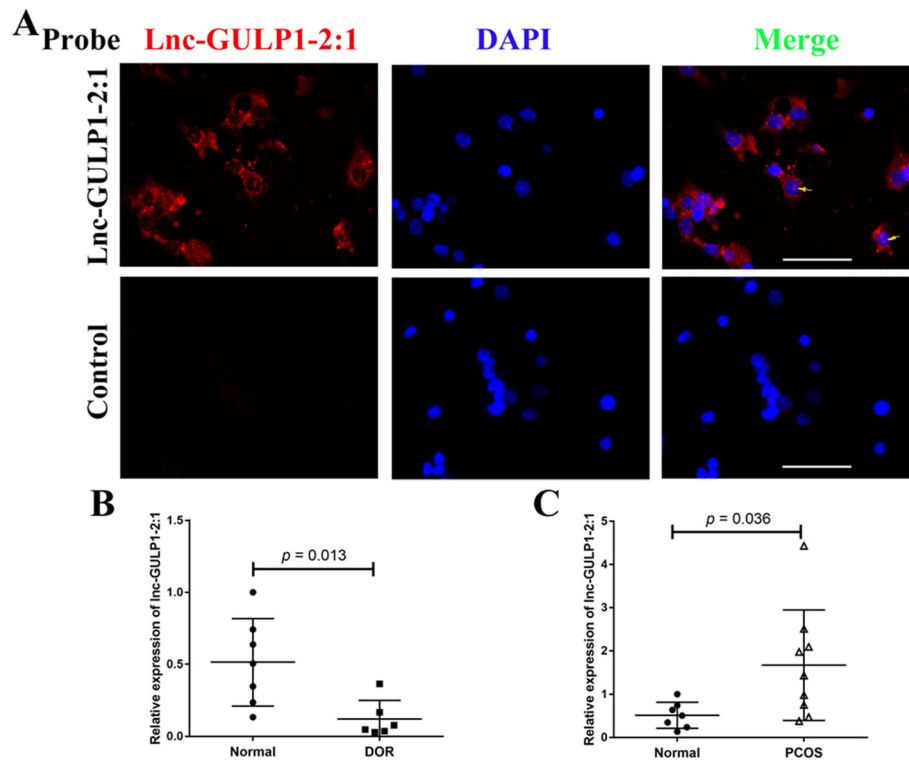 A
Probe Lnc-GULP1-2:1 DAPI Merge
Lnc-GULP1-2:1
Control
B
Relative expression of lnc-GULP1-2:1
1.5
1.0
0.5
0.0
p = 0.013
Normal DOR
C
Relative expression of lnc-GULP1-2:1
5
4
3
2
1
0
p = 0.036
Normal PCOS